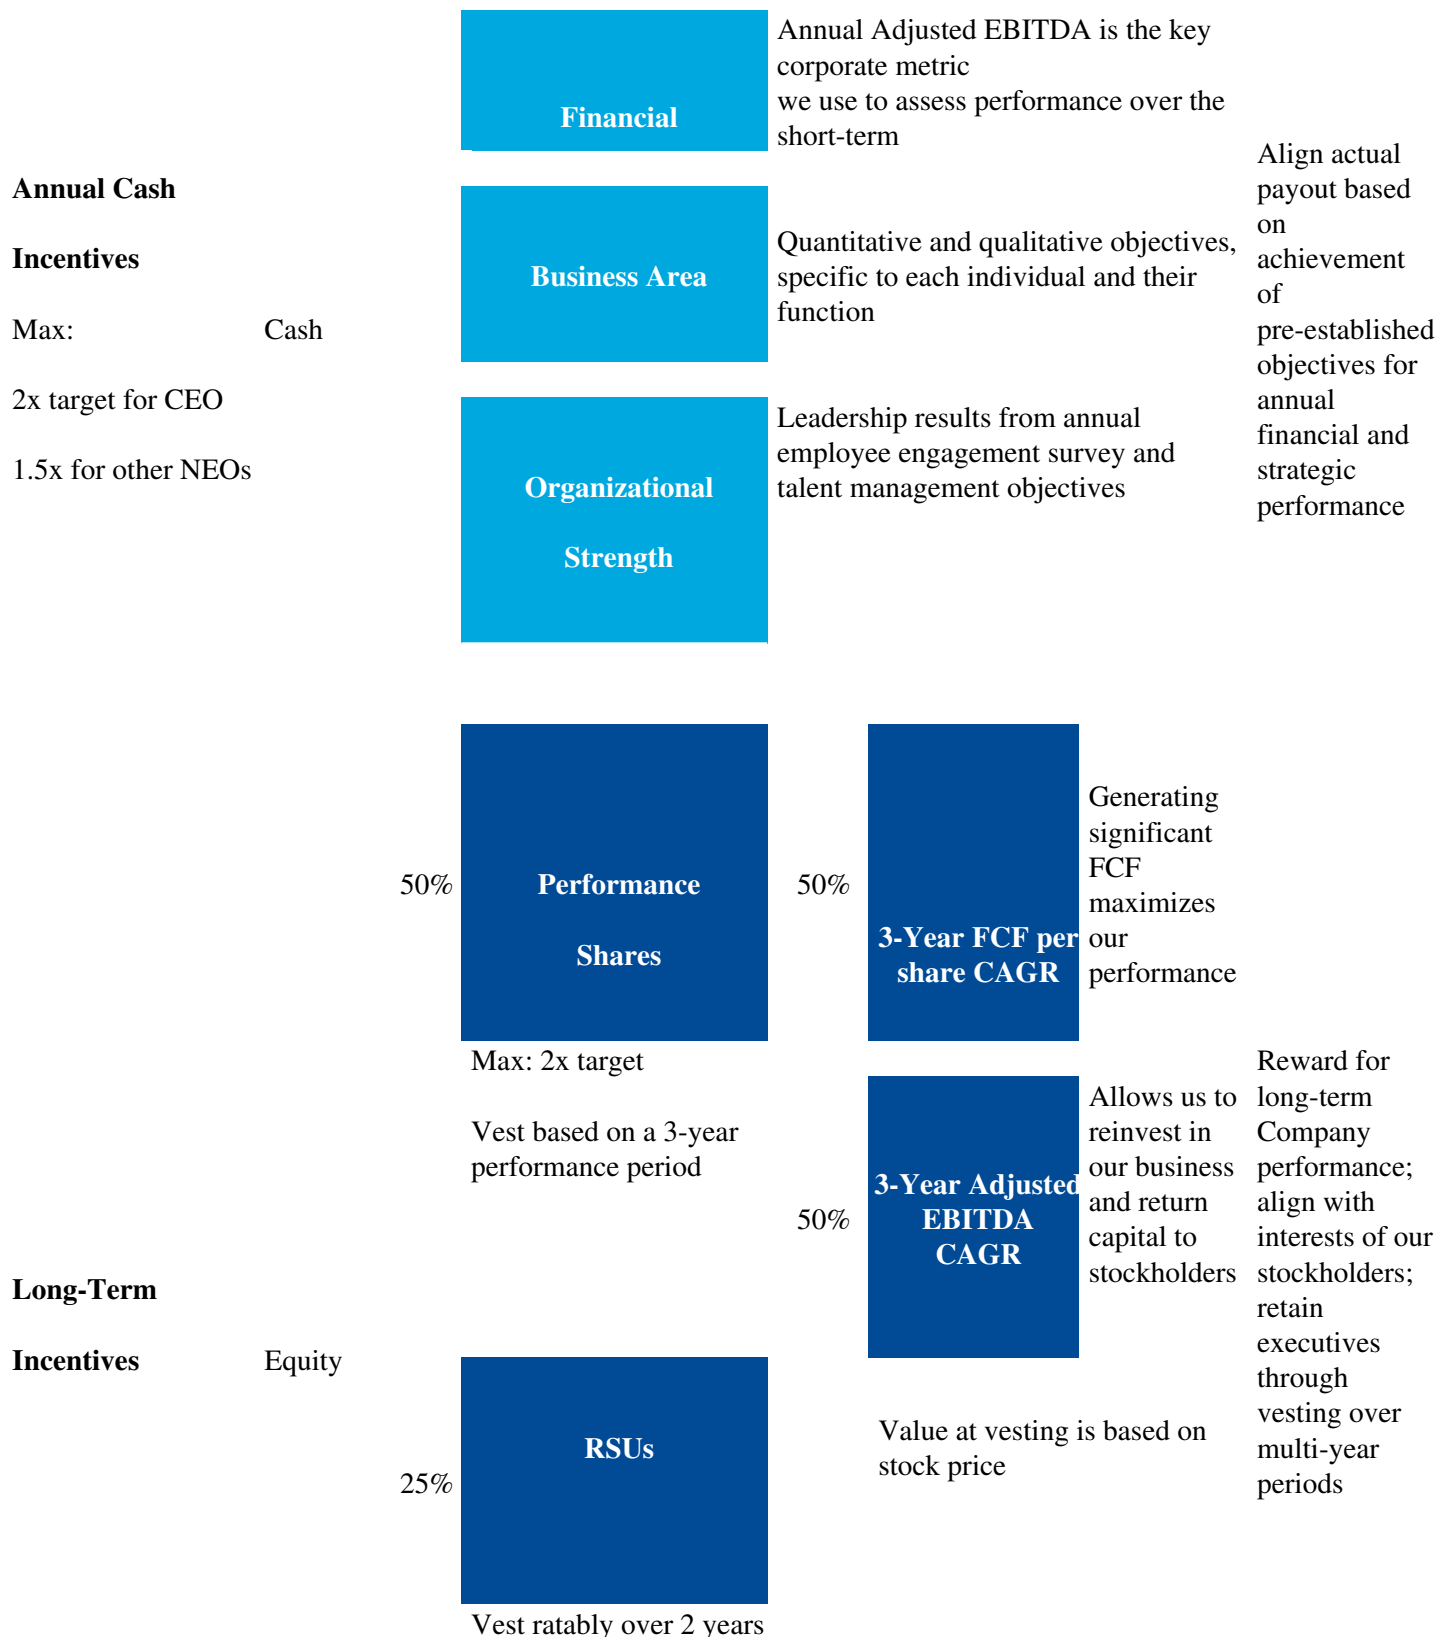 Financial
Annual Adjusted EBITDA is the key
corporate metric
we use to assess performance over the
short-term
Annual Cash
Incentives
Max:
2x target for CEO
1.5x for other NEOs
Cash
Business Area
Quantitative and qualitative objectives,
specific to each individual and their
function
Organizational
Strength
Leadership results from annual
employee engagement survey and
talent management objectives
Align actual
payout based
on
achievement
of
pre-established
objectives for
annual
financial and
strategic
performance
Long-Term
Incentives
Equity
50%
Performance
Shares
Max: 2x target
Vest based on a 3-year
performance period
50%
3-Year FCF per
share CAGR
Generating
significant
FCF
maximizes
our
performance
50%
3-Year Adjusted
EBITDA
CAGR
Allows us to
reinvest in
our business
and return
capital to
stockholders
Reward for
long-term
Company
performance;
align with
interests of our
stockholders;
retain
executives
through
vesting over
multi-year
periods
25%
RSUs
Value at vesting is based on
stock price
Vest ratably over 2 years